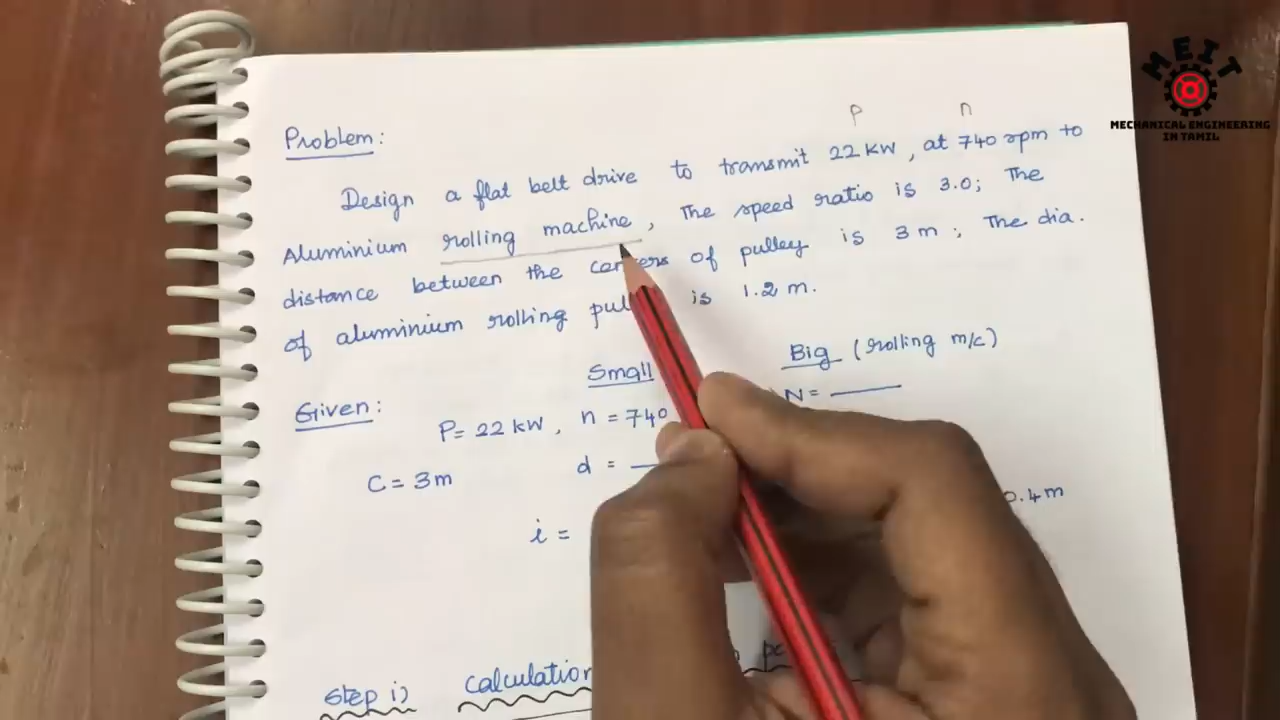 MEIT
MECHANICAL ENGINEERING
IN TAMIL
P n
Problem:
Design a flat belt drive to transmit 22 kW, at 740 rpm to
Aluminium rolling machine, The speed ratio is 3.0; The
distance between the centers of pulley is 3 m; The dia.
of aluminium rolling pul is 1.2 m.
Small Big (rolling m/c)
Given: P= 22 kW, n = 740 N=
C = 3m d = 0.4m
i =
Step i) calculation